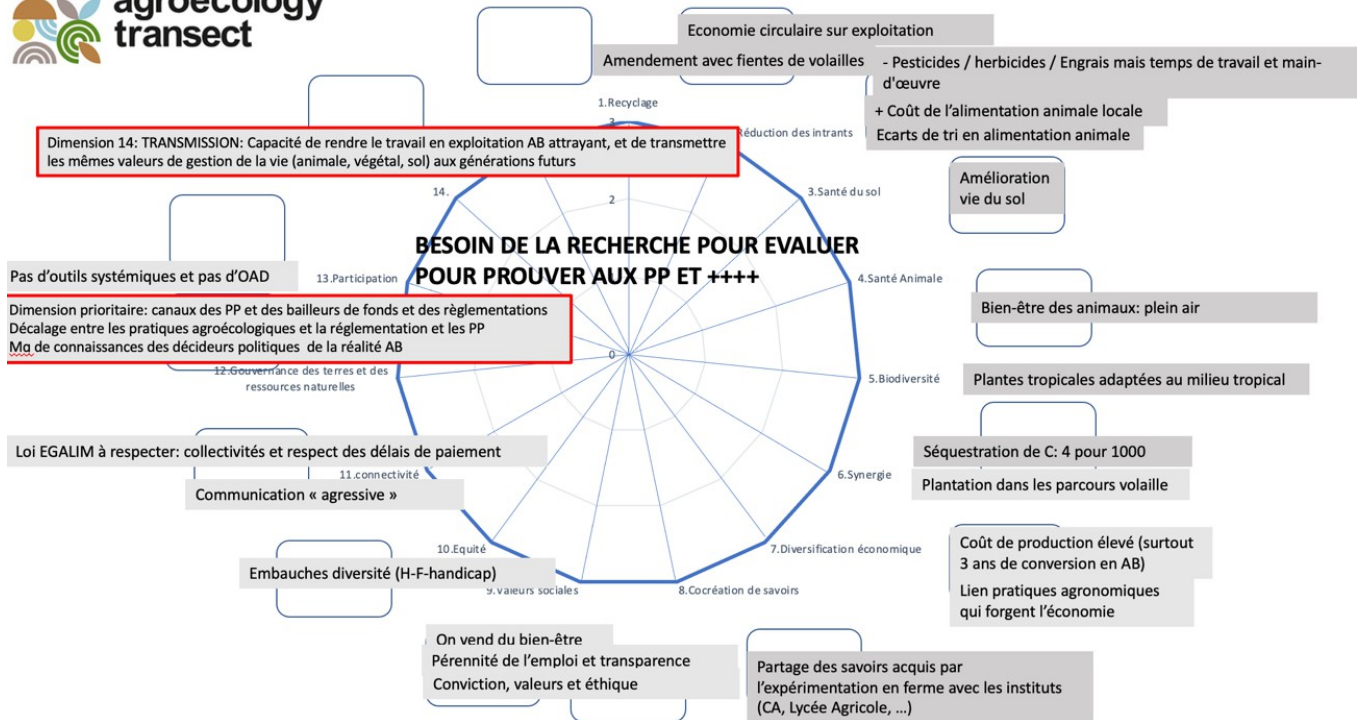 agroecology
transect
Economie circulaire sur exploitation
Amendement avec fientes de volailles
- Pesticides / herbicides / Engrais mais temps de travail et main-
d'œuvre
+ Coût de l'alimentation animale locale
Ecarts de tri en alimentation animale
1.Recyclage
3
Réduction des intrants
Dimension 14: TRANSMISSION: Capacité de rendre le travail en exploitation AB attrayant, et de transmettre
les mêmes valeurs de gestion de la vie (animale, végétal, sol) aux générations futurs
Amélioration
vie du sol
14.
2
3.Santé du sol
BESOIN DE LA RECHERCHE POUR EVALUER
POUR PROUVER AUX PP ET ++++
Pas d'outils systémiques et pas d'OAD
13.Participation
4.Santé Animale
Bien-être des animaux: plein air
Dimension prioritaire: canaux des PP et des bailleurs de fonds et des règlementations
Décalage entre les pratiques agroécologiques et la réglementation et les PP
Mq de connaissances des décideurs politiques de la réalité AB
0
12.Gouvernance des terres et des
ressources naturelles
5.Biodiversité
Plantes tropicales adaptées au milieu tropical
Loi EGALIM à respecter: collectivités et respect des délais de paiement
11.connectivité
Communication « agressive »
Séquestration de C: 4 pour 1000
6.Synergie
Plantation dans les parcours volaille
10.Equité
7.Diversification économique
Coût de production élevé (surtout
3 ans de conversion en AB)
Lien pratiques agronomiques
qui forgent l'économie
Embauches diversité (H-F-handicap)
9.Valeurs sociales
8.Cocréation de savoirs
On vend du bien-être
Pérennité de l'emploi et transparence
Conviction, valeurs et éthique
Partage des savoirs acquis par
l'expérimentation en ferme avec les instituts
(CA, Lycée Agricole, ...)